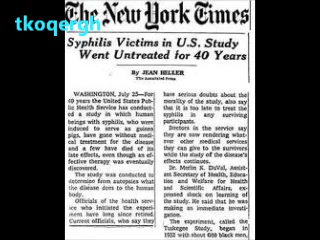 tkoqergh
The New York Times
Syphilis Victims in U.S. Study
Went Untreated for 40 Years
By JEAN HELLER
The Associated Press
WASHINGTON, July 25—For
40 years the United States Pub-
lic Health Service has conduct-
ed a study in which human
beings with syphilis, who were
induced to serve as guinea
pigs, have gone without med-
ical treatment for the disease
and a few have died of its
late effects, even though an ef-
fective therapy was eventually
discovered.
The study was conducted to
determine from autopsies what
the disease does to the human
body.
Officials of the health serv-
ice who initiated the experi-
ment have long since retired.
Current officials, who say they
have serious doubts about the
morality of the study, also say
that it is too late to treat the
syphilis in any surviving
participants.
Doctors in the service say
they are now rendering what-
ever other medical services
they can give to the survivors
while the study of the disease's
effects continues.
Dr. Merlin K. DuVal, Assist-
ant Secretary of Health, Educa-
tion and Welfare for Health
and Scientific Affairs, ex-
pressed shock on learning of
the study. He said that he was
making an immediate investi-
gation.
The experiment, called the
Tuskegee Study, began in
1932 with about 600 black men,